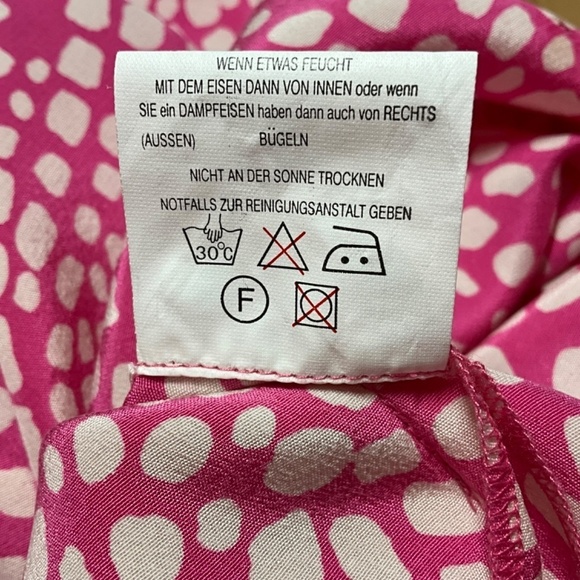 WENN ETWAS FEUCHT
MIT DEM EISEN DANN VON INNEN oder wenn
SIE ein DAMPFEISEN haben dann auch von RECHTS
(AUSSEN) BÜGELN
NICHT AN DER SONNE TROCKNEN
NOTFALLS ZUR REINIGUNGSANSTALT GEBEN
30°C
F